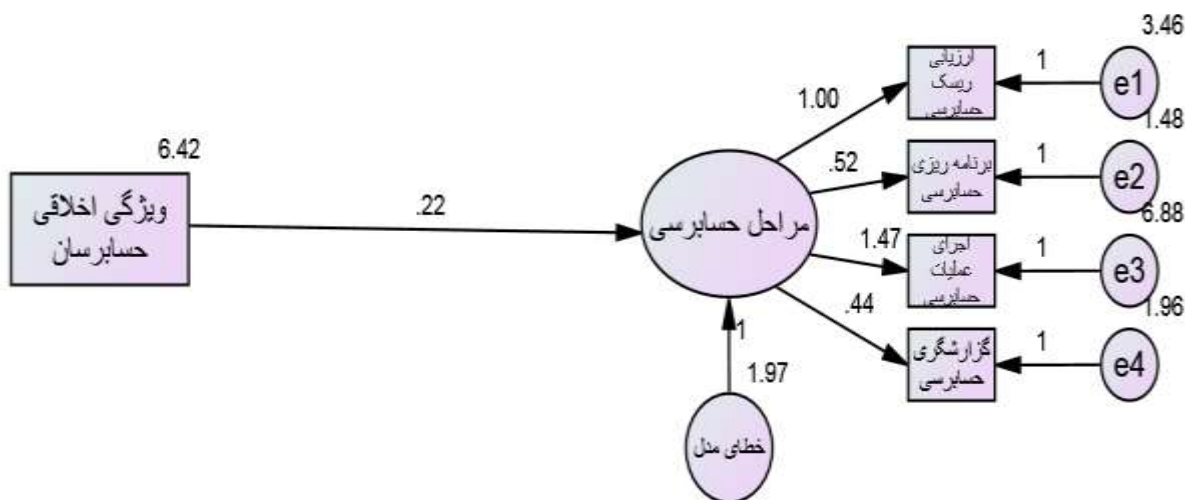 3.46
ارزیابی
ریسک
حسابرسی
1
e1
1.00
1.48
6.42
.52
برنامه ریزی
حسابرسی
1
e2
ویژگی اخلاقی
حسابرسان
.22
مراحل حسابرسی
6.88
1.47
اجرای
عملیات
حسابرسی
1
e3
1.96
.44
گزارشگری
حسابرسی
1
e4
1
1.97
خطای مدل